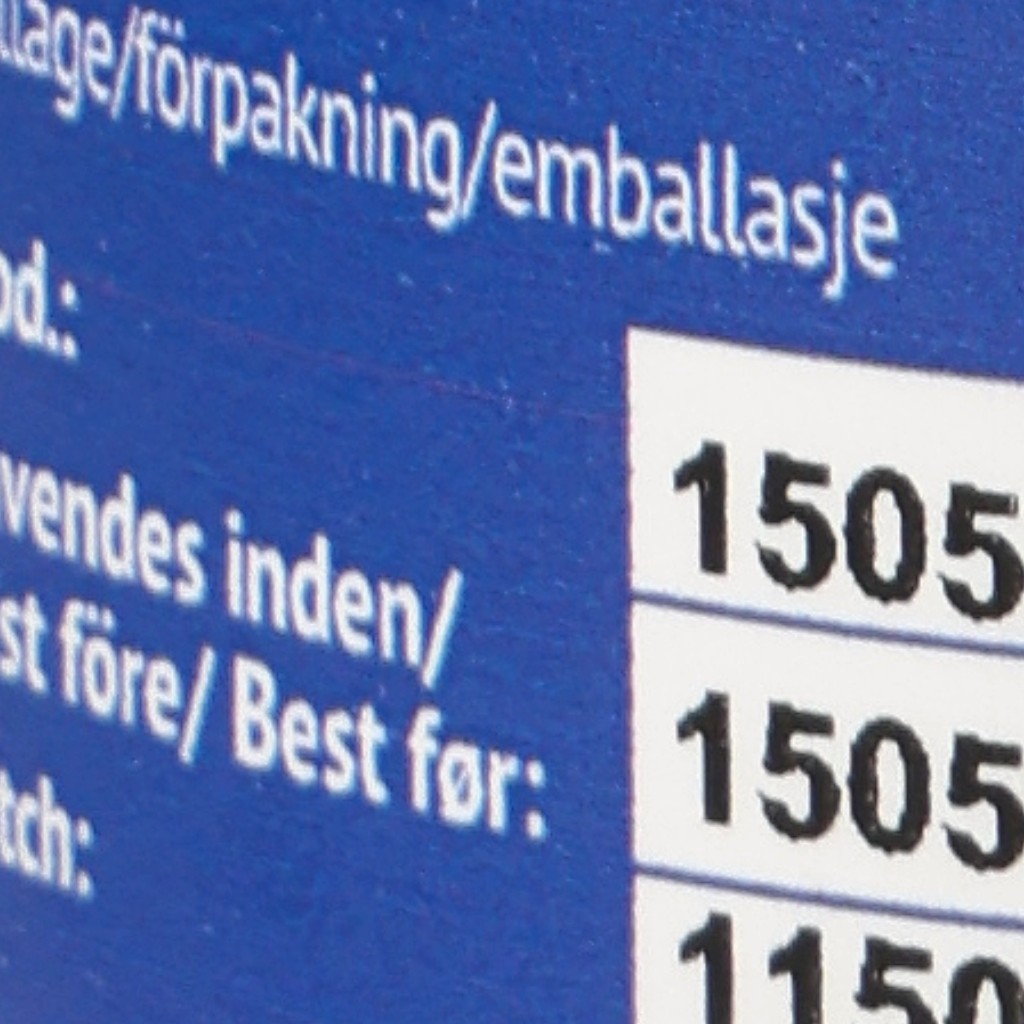 llage/förpakning/emballasje
od.:
1505
vendes inden/
st före/ Best før:
1505
tch:
1150